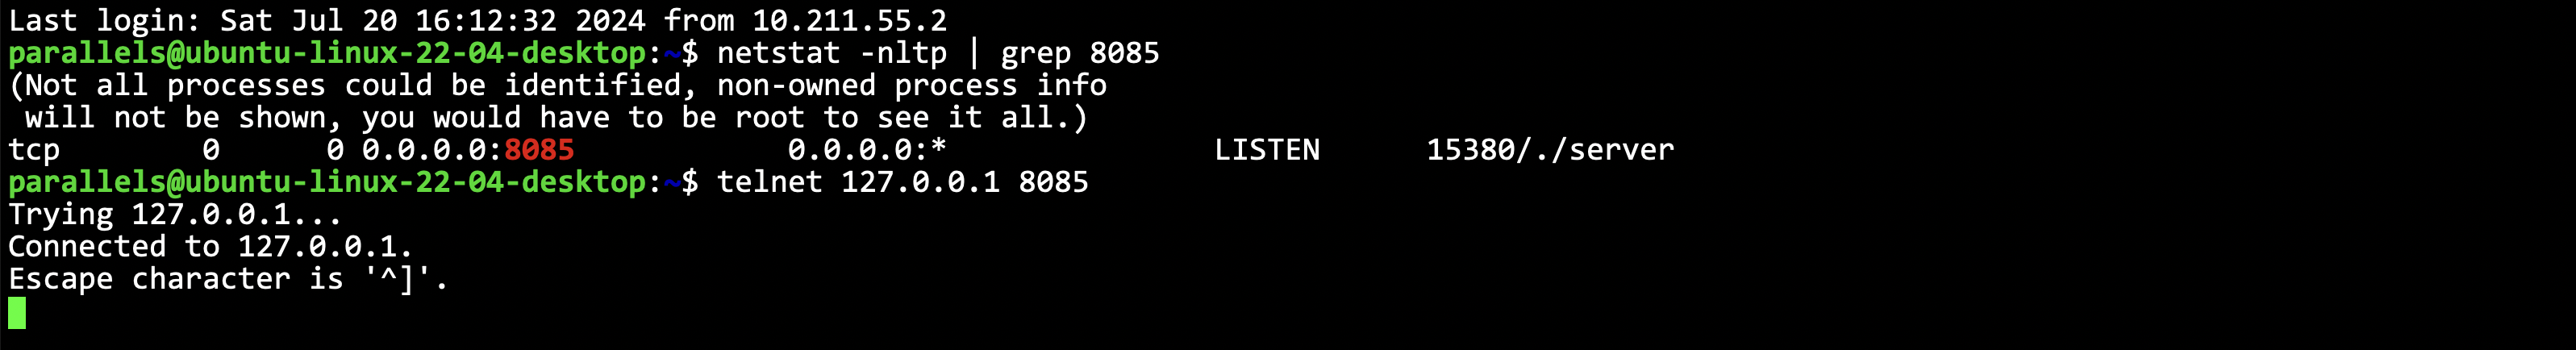 Last login: Sat Jul 20 16:12:32 2024 from 10.211.55.2
parallels@ubuntu-linux-22-04-desktop:~$ netstat -nltp | grep 8085
(Not all processes could be identified, non-owned process info
 will not be shown, you would have to be root to see it all.)
tcp        0      0 0.0.0.0:8085            0.0.0.0:*               LISTEN      15380/./server
parallels@ubuntu-linux-22-04-desktop:~$ telnet 127.0.0.1 8085
Trying 127.0.0.1...
Connected to 127.0.0.1.
Escape character is '^]'.